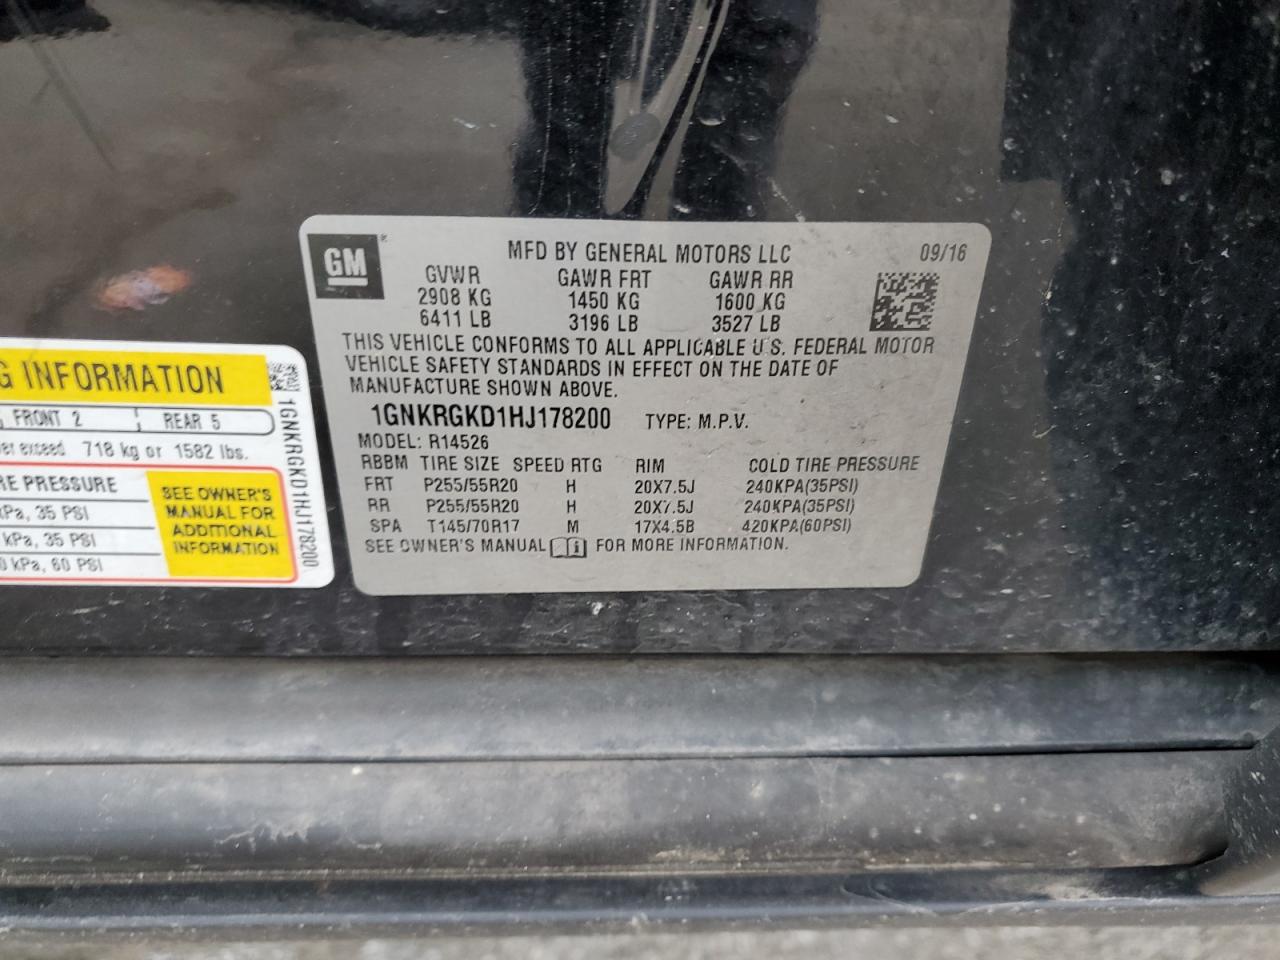 GM
MFD BY GENERAL MOTORS LLC 09/16
GVWR GAWR FRT GAWR RR
2908 KG 1450 KG 1600 KG
6411 LB 3196 LB 3527 LB
THIS VEHICLE CONFORMS TO ALL APPLICABLE U.S. FEDERAL MOTOR
VEHICLE SAFETY STANDARDS IN EFFECT ON THE DATE OF
MANUFACTURE SHOWN ABOVE.
1GNKRGKD1HJ178200 TYPE: M.P.V.
MODEL: R14526
RBBM TIRE SIZE SPEED RTG RIM COLD TIRE PRESSURE
FRT P255/55R20 H 20X7.5J 240KPA(35PSI)
RR P255/55R20 H 20X7.5J 240KPA(35PSI)
SPA T145/70R17 M 17X4.5B 420KPA(60PSI)
SEE OWNER'S MANUAL FOR MORE INFORMATION.
G INFORMATION
FRONT 2 REAR 5
er exceed 718 kg or 1582 lbs.
RE PRESSURE
kPa, 35 PSI
kPa, 35 PSI
0 kPa, 60 PSI
SEE OWNER'S
MANUAL FOR
ADDITIONAL
INFORMATION
1GNKRGKD1HJ178200